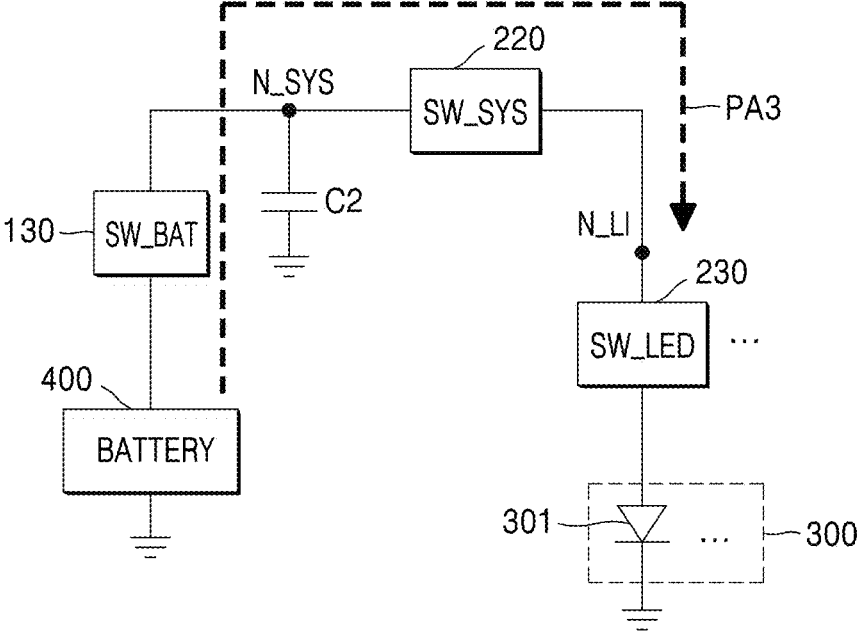 220
N_SYS
SW_SYS
PA3
C2
130
SW_BAT
N_LI
230
SW_LED
...
400
BATTERY
301
...
300